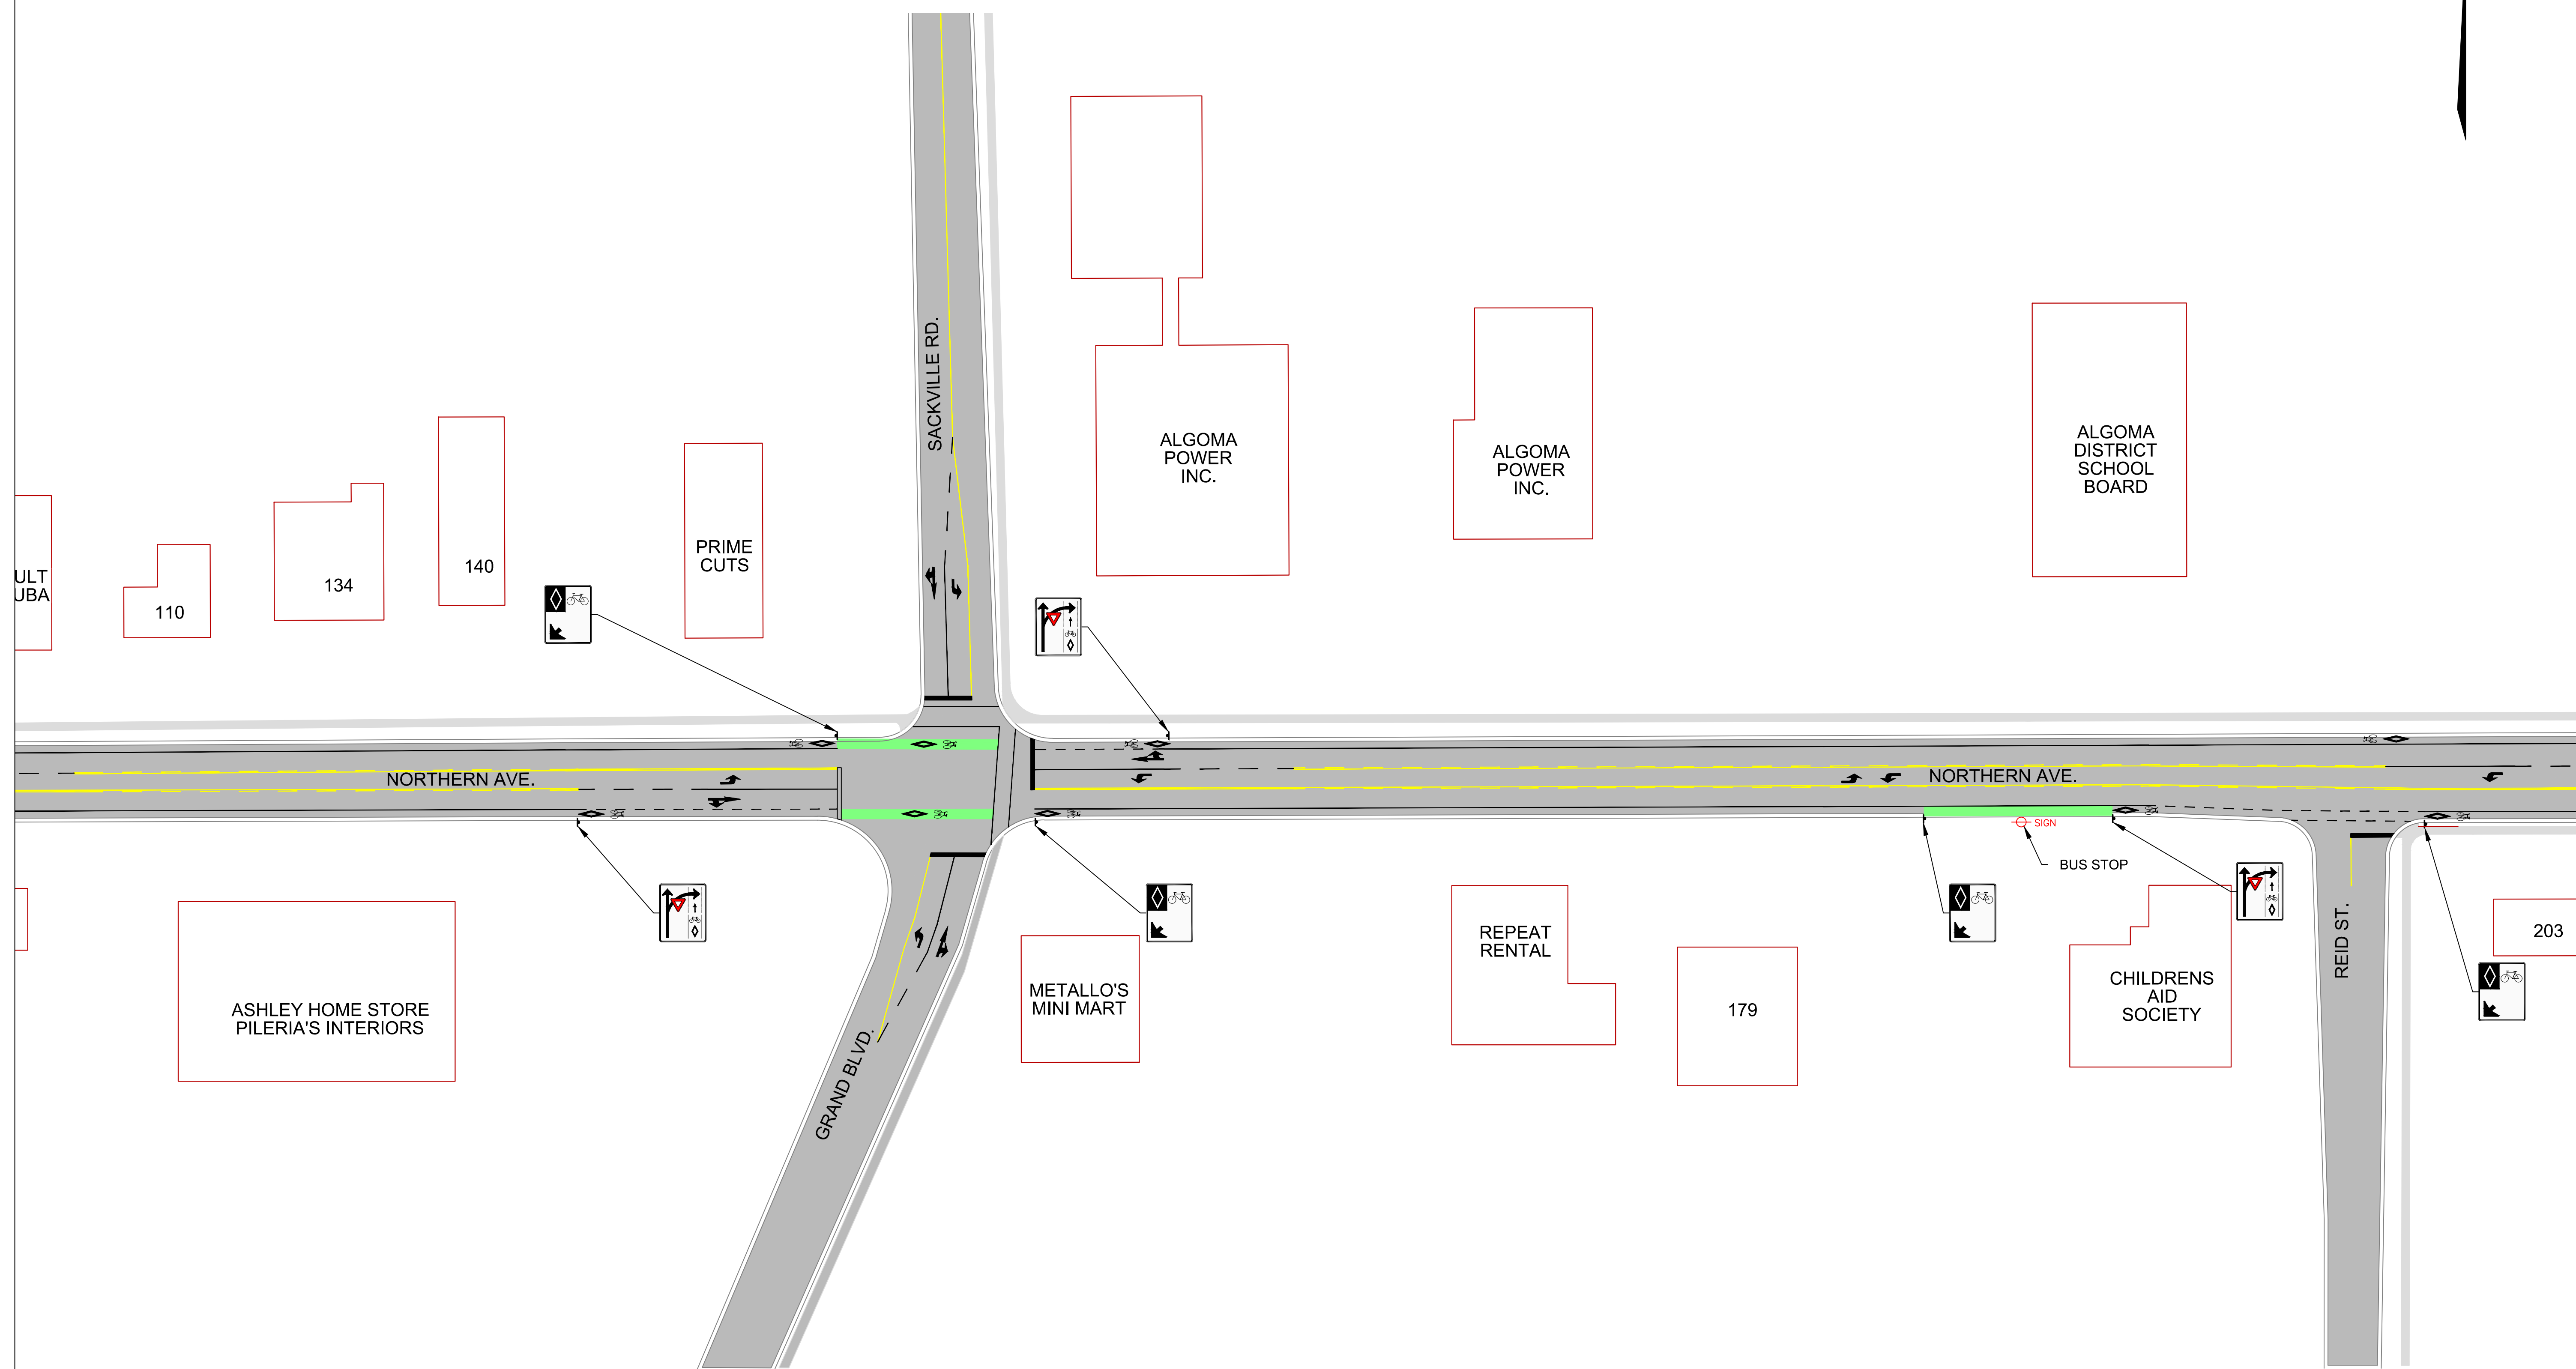 SACKVILLE RD.
ALGOMA
POWER
INC.
ALGOMA
POWER
INC.
ALGOMA
DISTRICT
SCHOOL
BOARD
ULT
UBA
110
134
140
PRIME
CUTS
NORTHERN AVE.
NORTHERN AVE.
SIGN
BUS STOP
ASHLEY HOME STORE
PILERIA'S INTERIORS
GRAND BLVD.
METALLO'S
MINI MART
REPEAT
RENTAL
179
CHILDRENS
AID
SOCIETY
REID ST.
203